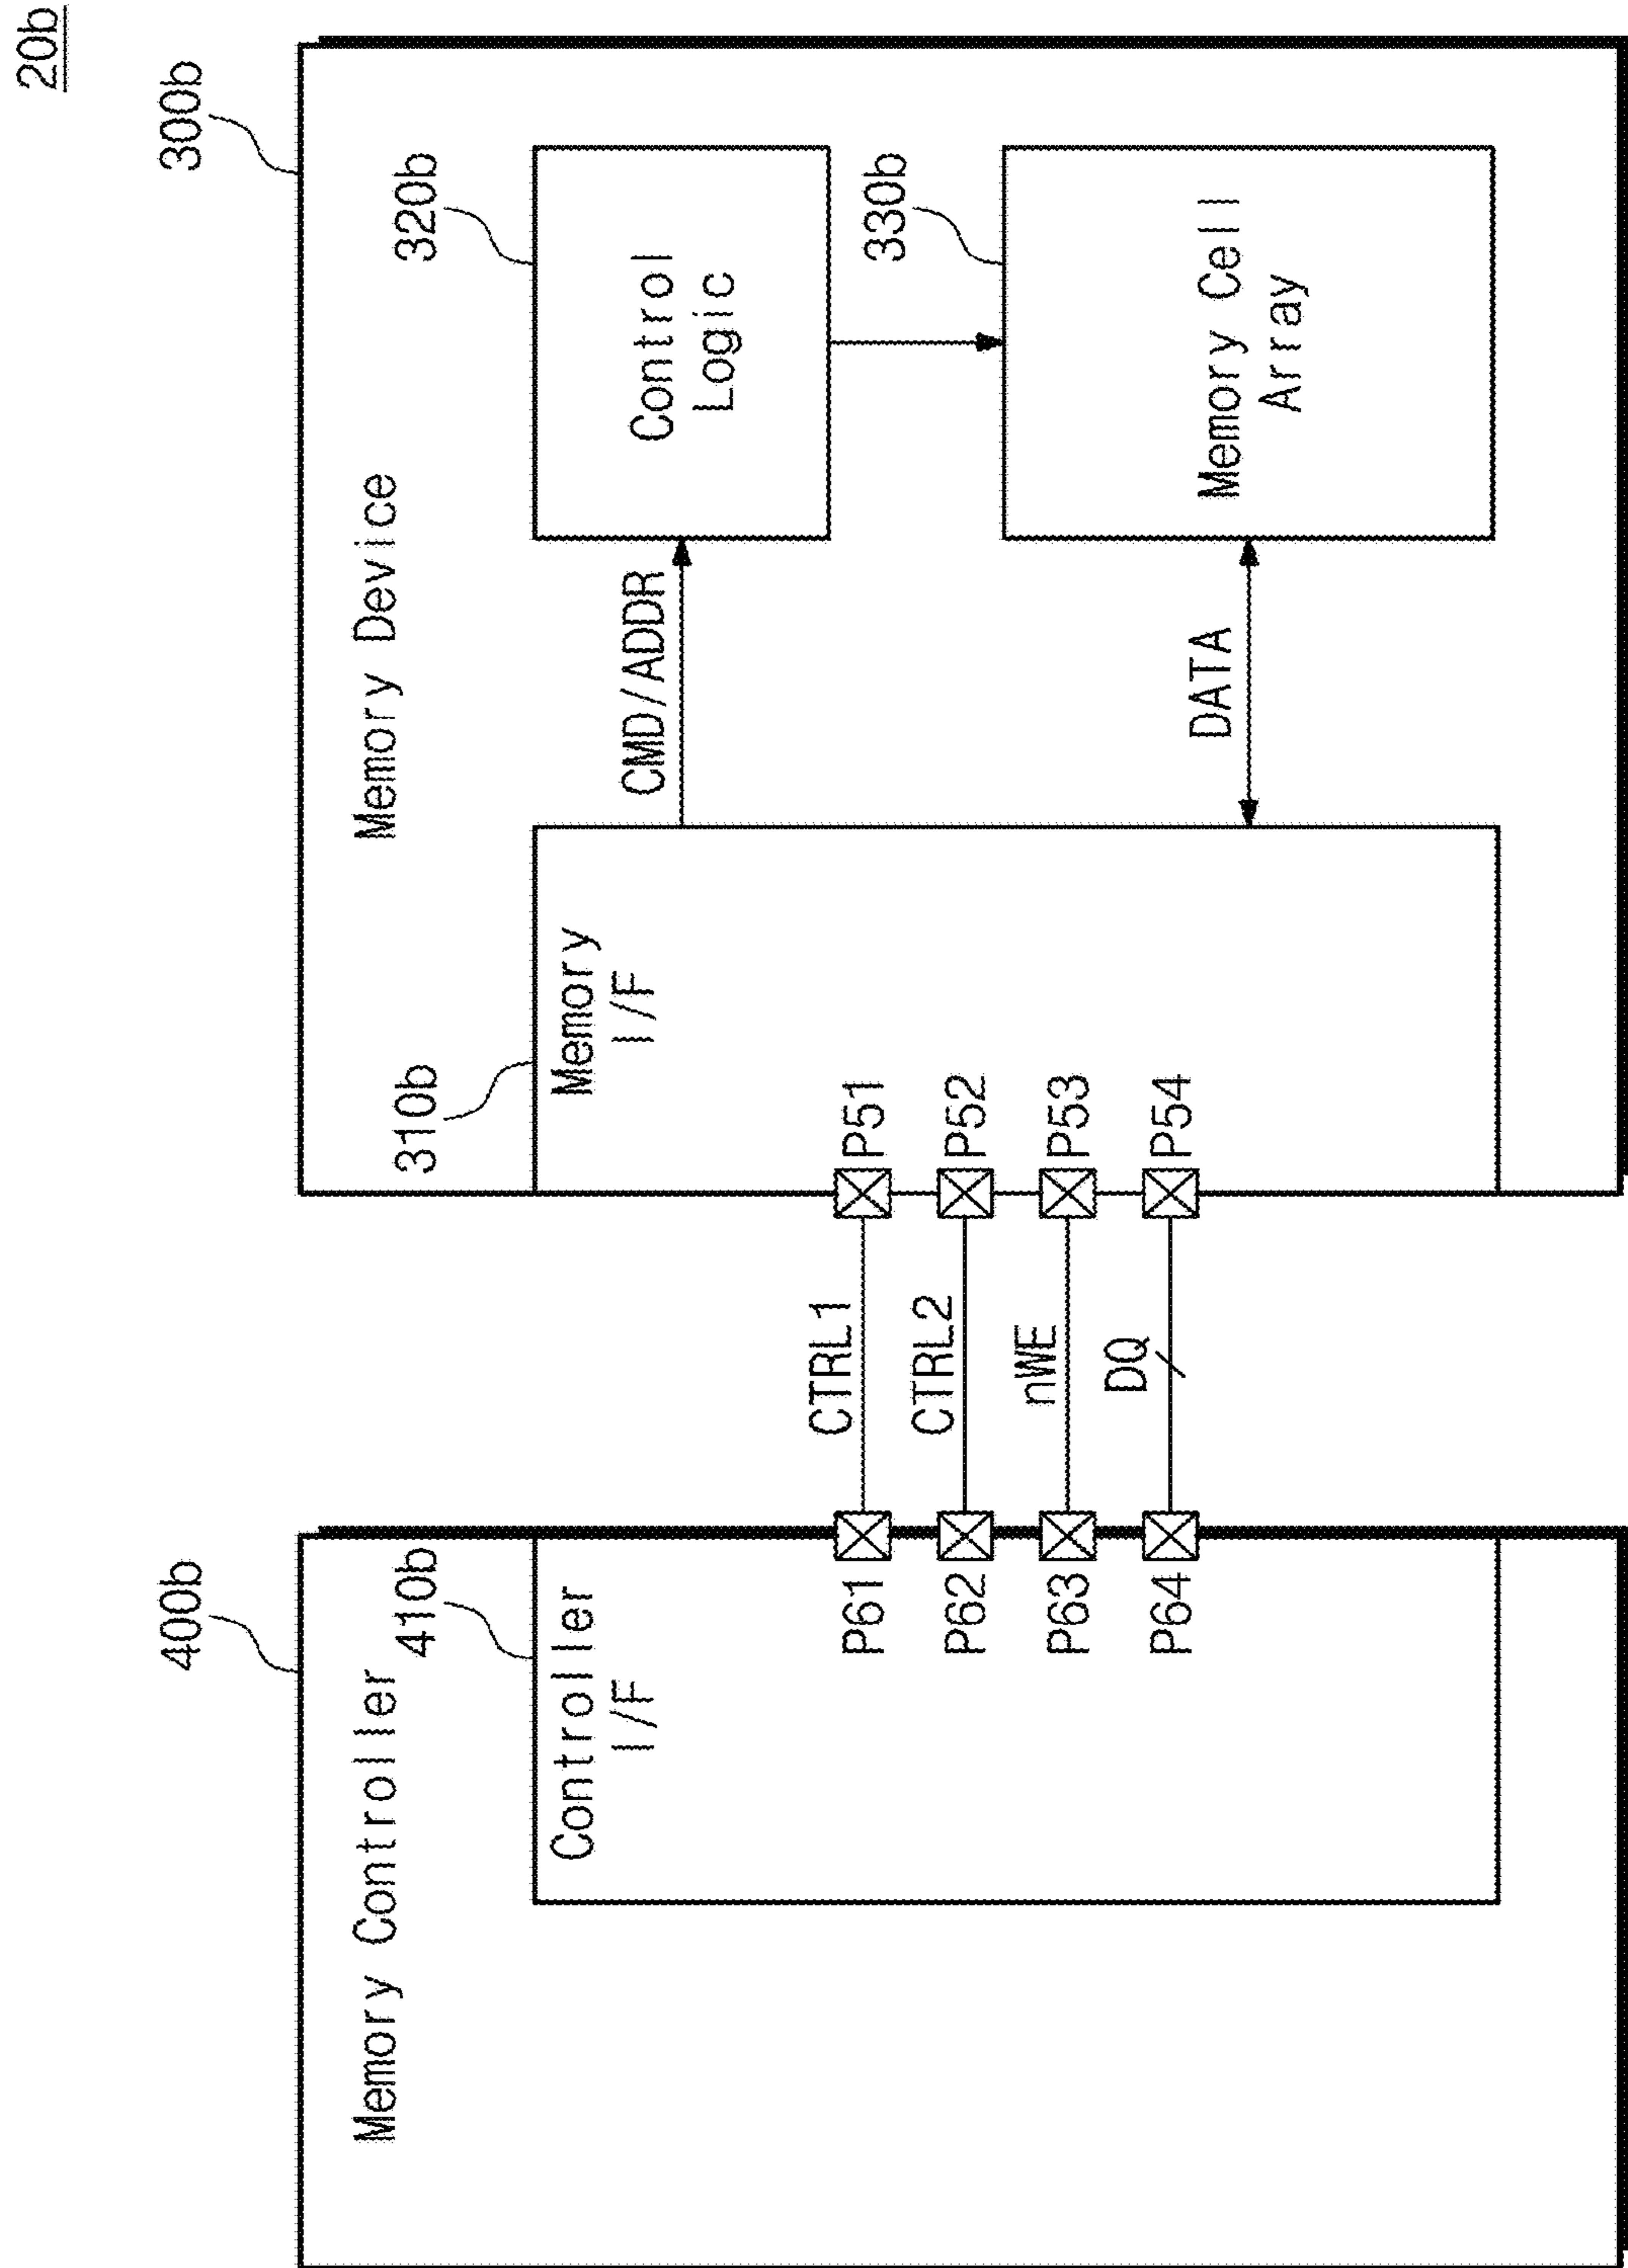 20b
400b
300b
Memory Controller
Memory Device
410b
310b
320b
Controller
I/F
Memory
I/F
CMD/ADDR
Control
Logic
P61
CTRL1
P51
P62
CTRL2
P52
P63
nWE
P53
P64
DQ
P54
330b
DATA
Memory Cell
Array